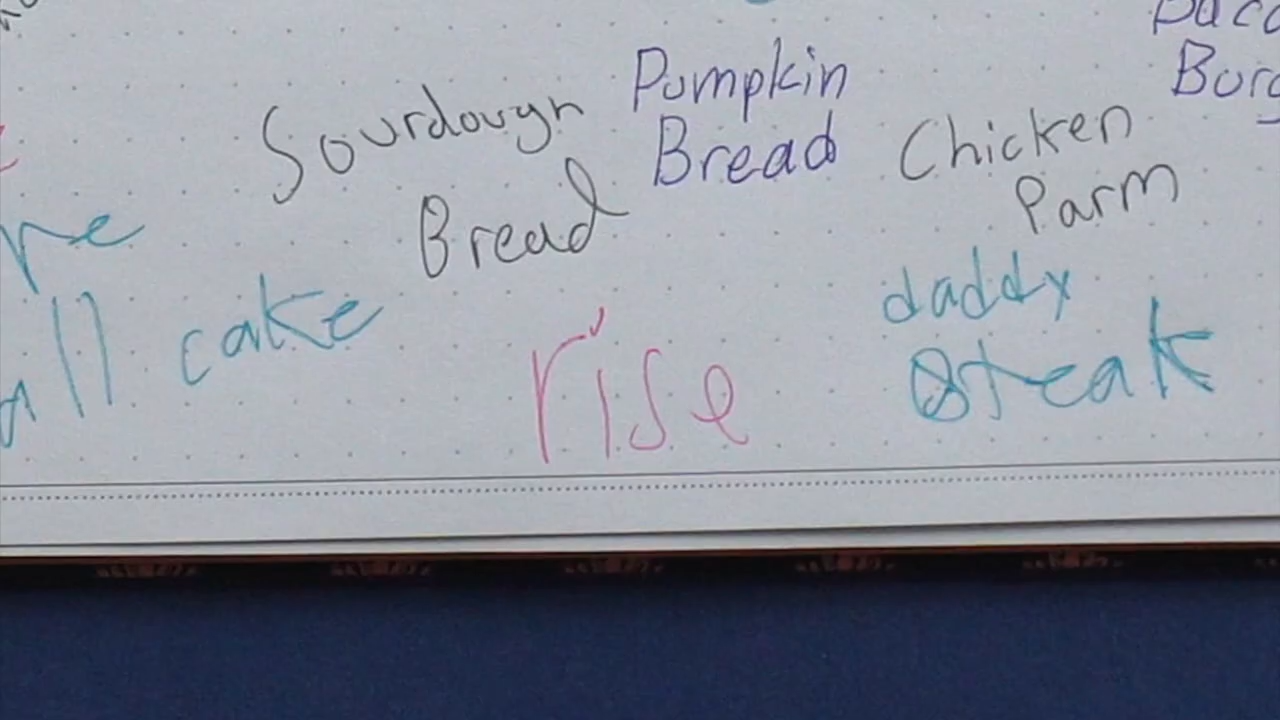 Sourdough
Bread
Pumpkin
Bread
Chicken
Parm
cake
rise
daddy
Steak